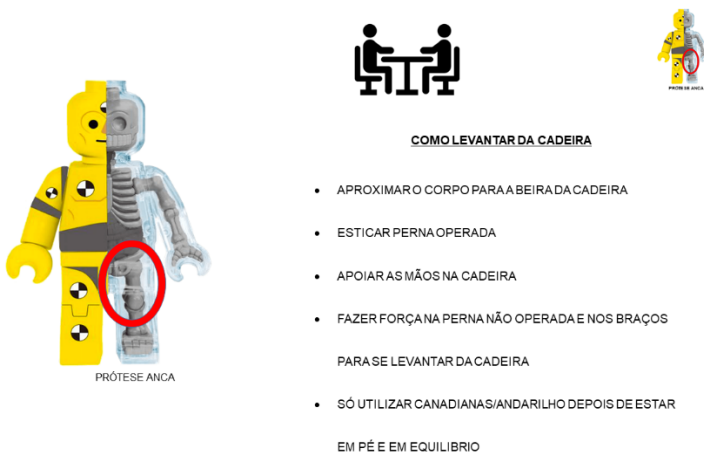 PRÓTESE ANCA
COMO LEVANTAR DA CADEIRA
• APROXIMAR O CORPO PARA A BEIRA DA CADEIRA
• ESTICAR PERNA OPERADA
• APOIAR AS MÃOS NA CADEIRA
• FAZER FORÇA NA PERNA NÃO OPERADA E NOS BRAÇOS
PARA SE LEVANTAR DA CADEIRA
• SÓ UTILIZAR CANADIANAS/ANDARILHO DEPOIS DE ESTAR
EM PÉ E EM EQUILIBRIO
PRÓTESE ANCA